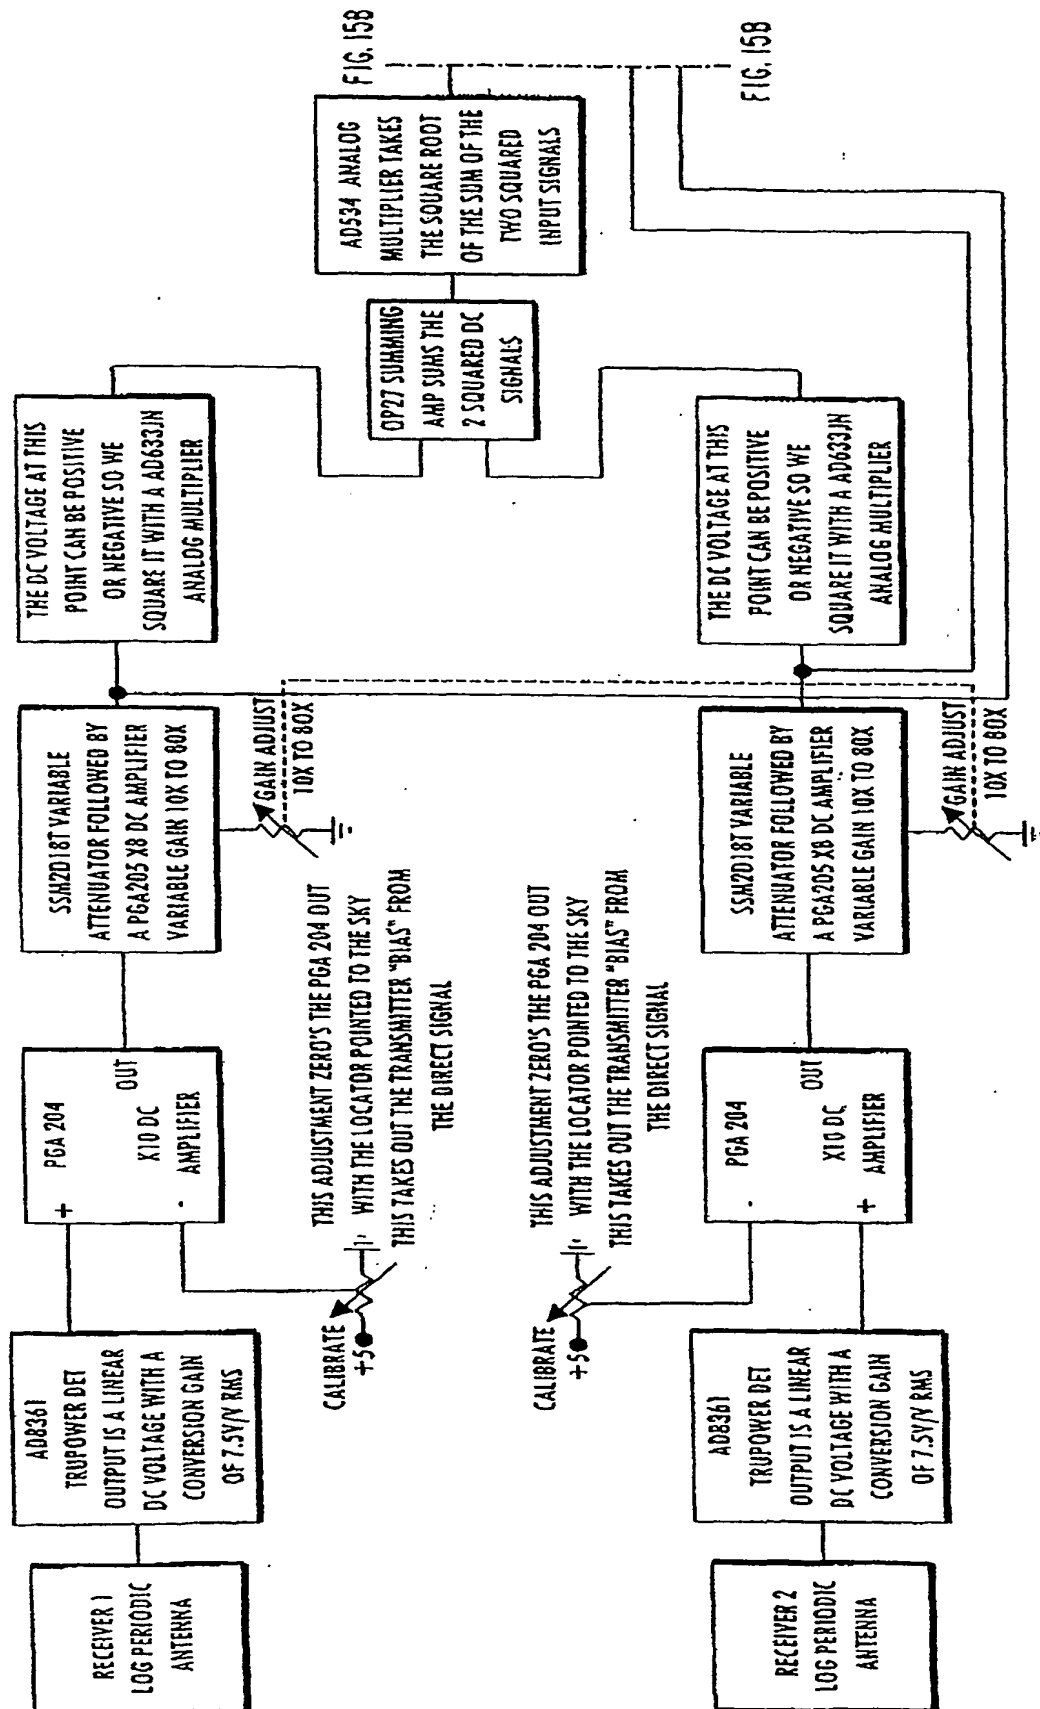 RECEIVER 1
LOG PERIODIC
ANTENNA
AD8361
TRUPOWER DET
OUTPUT IS A LINEAR
DC VOLTAGE WITH A
CONVERSION GAIN
OF 7.5V/V RMS
+
PGA 204
OUT
X10 DC
-
AMPLIFIER
SSM2D18T VARIABLE
ATTENUATOR FOLLOWED BY
A PGA205 X8 DC AMPLIFIER
VARIABLE GAIN 10X TO 80X
THE DC VOLTAGE AT THIS
POINT CAN BE POSITIVE
OR NEGATIVE SO WE
SQUARE IT WITH A AD633JN
ANALOG MULTIPLIER
GAIN ADJUST
10X TO 80X
CALIBRATE
+5
THIS ADJUSTMENT ZERO'S THE PGA 204 OUT
WITH THE LOCATOR POINTED TO THE SKY
THIS TAKES OUT THE TRANSMITTER "BIAS" FROM
THE DIRECT SIGNAL
OP27 SUMMING
AMP SUMS THE
2 SQUARED DC
SIGNALS
AD534 ANALOG
MULTIPLIER TAKES
THE SQUARE ROOT
OF THE SUM OF THE
TWO SQUARED
INPUT SIGNALS
FIG. 15B
CALIBRATE
+5
THIS ADJUSTMENT ZERO'S THE PGA 204 OUT
WITH THE LOCATOR POINTED TO THE SKY
THIS TAKES OUT THE TRANSMITTER "BIAS" FROM
THE DIRECT SIGNAL
RECEIVER 2
LOG PERIODIC
ANTENNA
AD8361
TRUPOWER DET
OUTPUT IS A LINEAR
DC VOLTAGE WITH A
CONVERSION GAIN
OF 7.5V/V RMS
-
PGA 204
OUT
X10 DC
+
AMPLIFIER
SSM2D18T VARIABLE
ATTENUATOR FOLLOWED BY
A PGA205 X8 DC AMPLIFIER
VARIABLE GAIN 10X TO 80X
THE DC VOLTAGE AT THIS
POINT CAN BE POSITIVE
OR NEGATIVE SO WE
SQUARE IT WITH A AD633JN
ANALOG MULTIPLIER
GAIN ADJUST
10X TO 80X
FIG. 15B